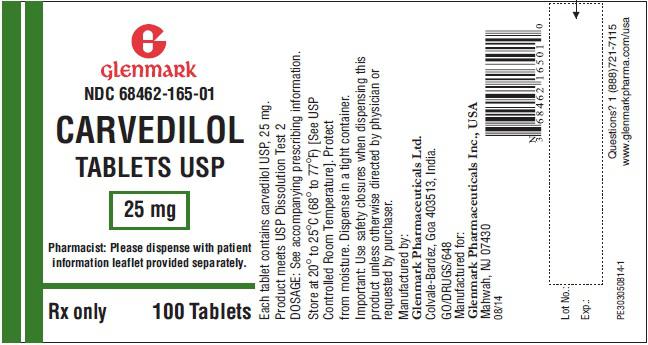 Glenmark
NDC 68462-165-01
CARVEDILOL
TABLETS USP
25 mg
Pharmacist: Please dispense with patient
information leaflet provided separately.
Rx only 100 Tablets
Each tablet contains carvedilol USP, 25 mg.
Product meets USP Dissolution Test 2
DOSAGE: See accompanying prescribing information.
Store at 20° to 25°C (68° to 77°F) [See USP
Controlled Room Temperature]. Protect
from moisture. Dispense in a tight container.
Important: Use safety closures when dispensing this
product unless otherwise directed by physician or
requested by purchaser.
Manufactured by:
Glenmark Pharmaceuticals Ltd.
Colvale-Bardez, Goa 403513, India.
GO/DRUGS/648
Manufactured for:
Glenmark Pharmaceuticals Inc., USA
Mahwah, NJ 07430
08/14
N 3 68462 16501 0
Lot No.:
Exp.:
Questions? 1 (888)721-7115
www.glenmarkpharma.com/usa
PE303050814-1